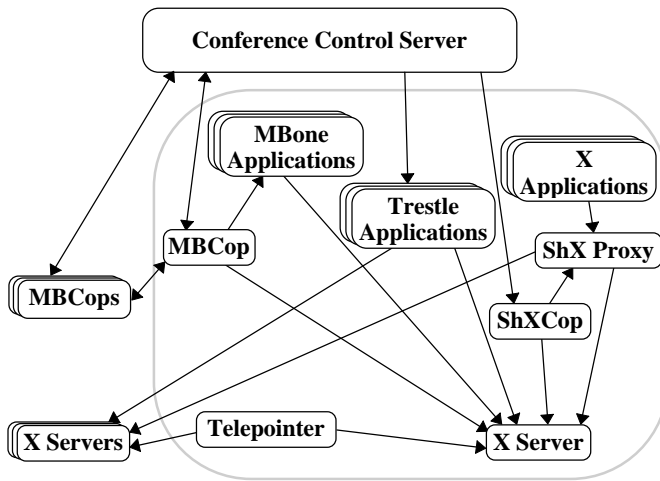 Conference Control Server
MBone
Applications
X
Applications
Trestle
Applications
MBCop
ShX Proxy
MBCops
ShXCop
Telepointer
X Servers
X Server